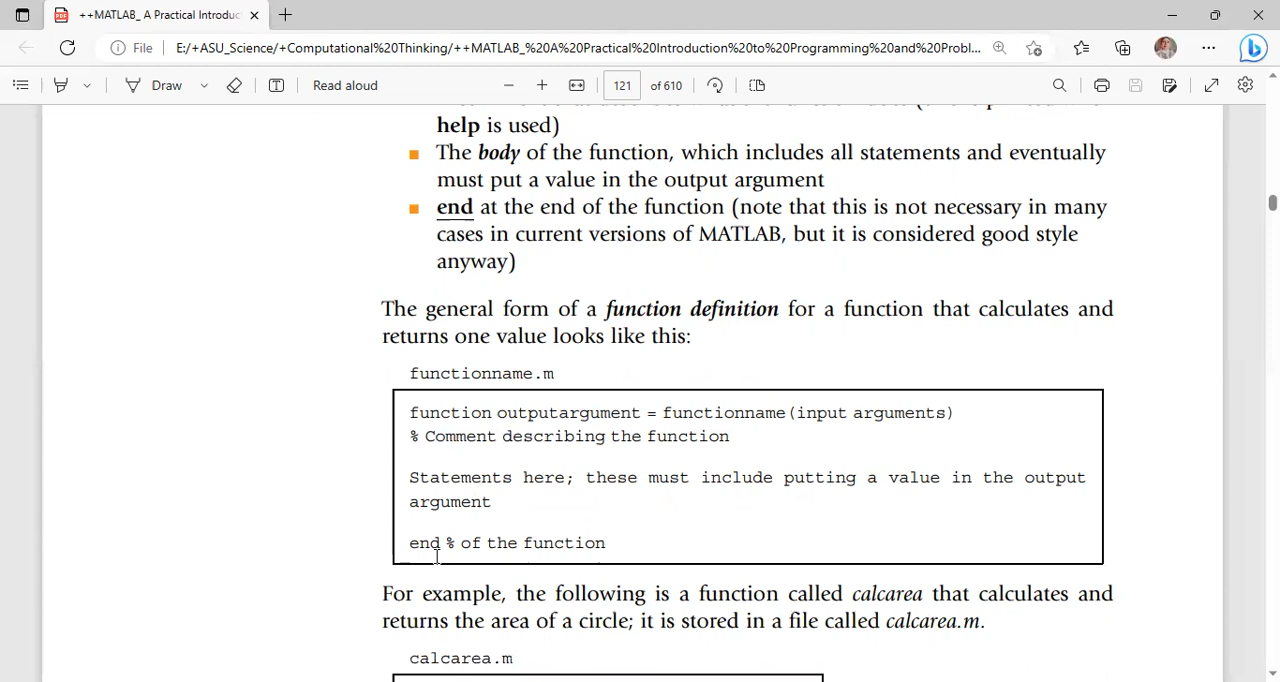 ++MATLAB_ A Practical Introduc
File
E:/+ASU_Science/+Computational%20Thinking/++MATLAB_%20A%20Practical%20Introduction%20to%20Programming%20and%20Probl...
Draw
Read aloud
121
of 610
help is used)
The body of the function, which includes all statements and eventually
must put a value in the output argument
end at the end of the function (note that this is not necessary in many
cases in current versions of MATLAB, but it is considered good style
anyway)
The general form of a function definition for a function that calculates and
returns one value looks like this:
functionname.m
function outputargument = functionname(input arguments)
% Comment describing the function
Statements here; these must include putting a value in the output
argument
end % of the function
For example, the following is a function called calcarea that calculates and
returns the area of a circle; it is stored in a file called calcarea.m.
calcarea.m